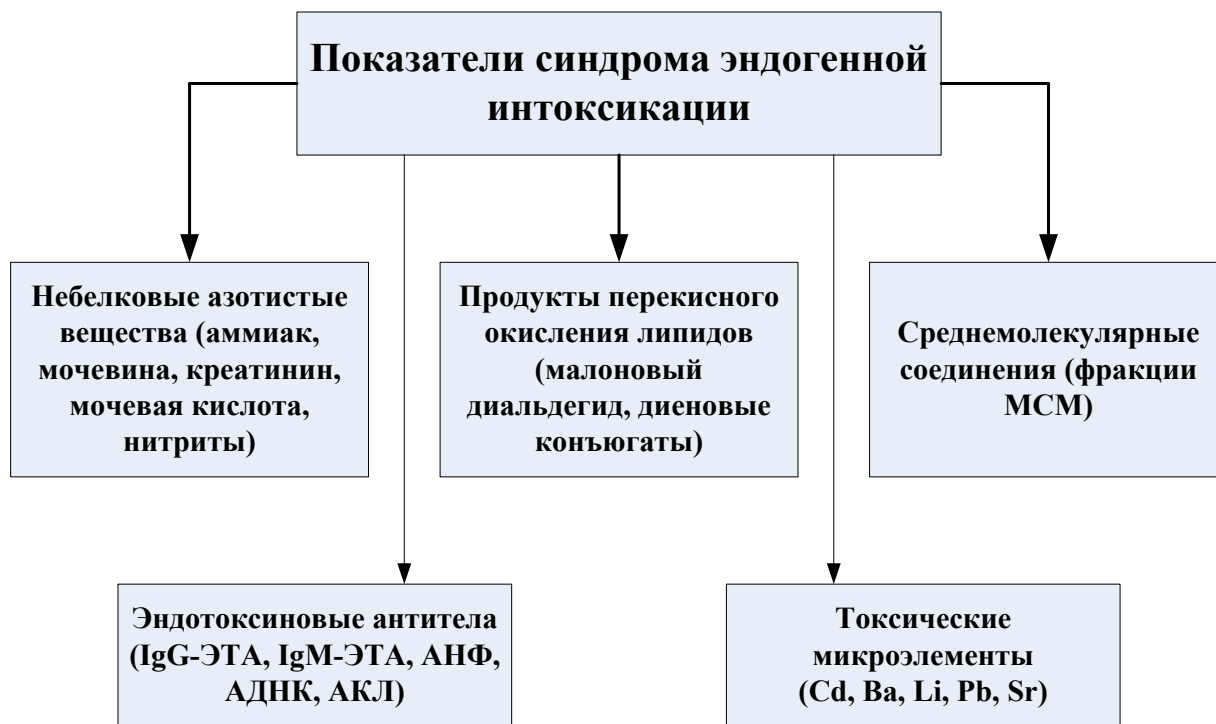 Показатели синдрома эндогенной
интоксикации
Небелковые азотистые
вещества (аммиак,
мочевина, креатинин,
мочевая кислота,
нитриты)
Продукты перекисного
окисления липидов
(малоновый
диальдегид, диеновые
конъюгаты)
Среднемолекулярные
соединения (фракции
МСМ)
Эндотоксиновые антитела
(IgG-ЭТА, IgM-ЭТА, АНФ,
АДНК, АКЛ)
Токсические
микроэлементы
(Cd, Ba, Li, Pb, Sr)